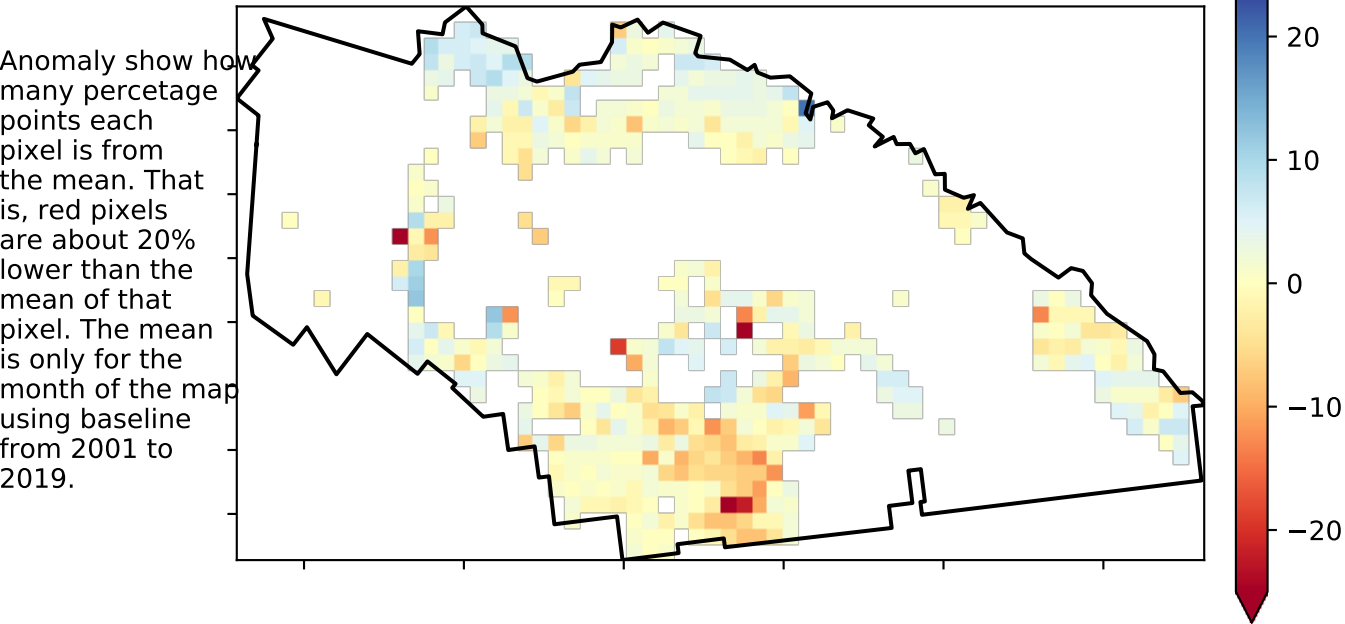 Anomaly show how
many percetage
points each
pixel is from
the mean. That
is, red pixels
are about 20%
lower than the
mean of that
pixel. The mean
is only for the
month of the map
using baseline
from 2001 to
2019.
20
10
0
−10
−20